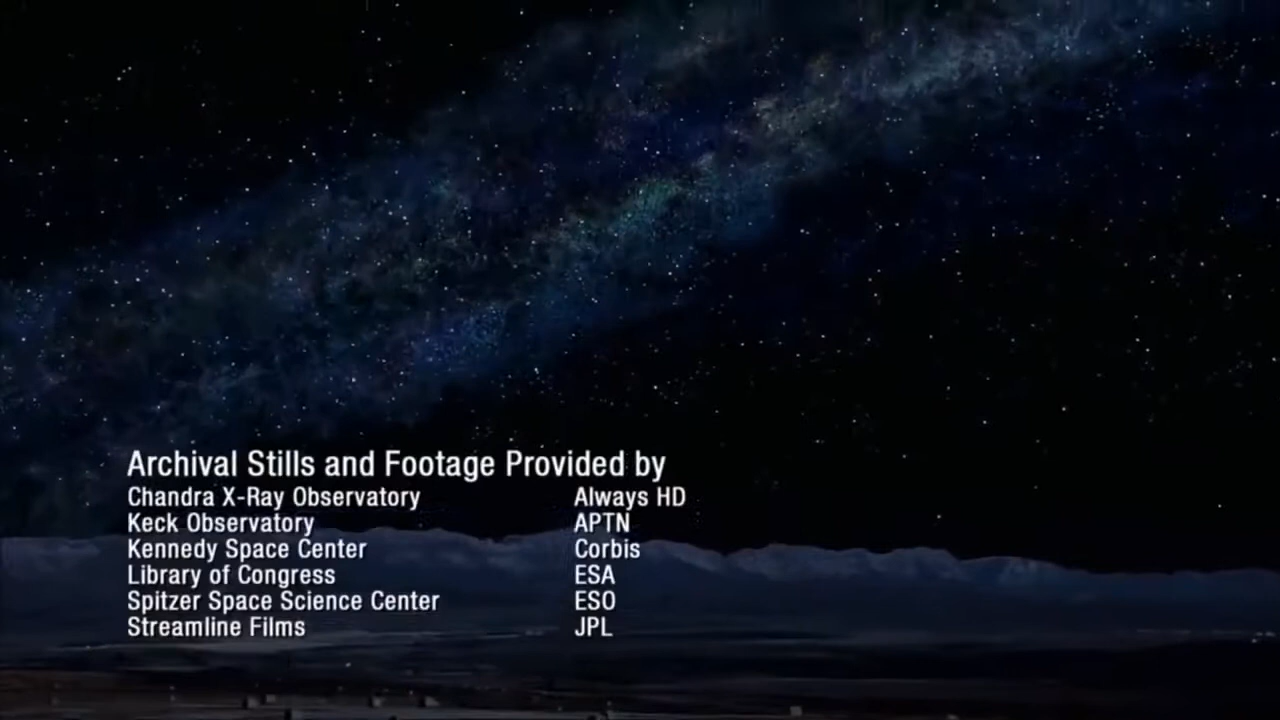 Archival Stills and Footage Provided by
Chandra X-Ray Observatory Always HD
Keck Observatory APTN
Kennedy Space Center Corbis
Library of Congress ESA
Spitzer Space Science Center ESO
Streamline Films JPL